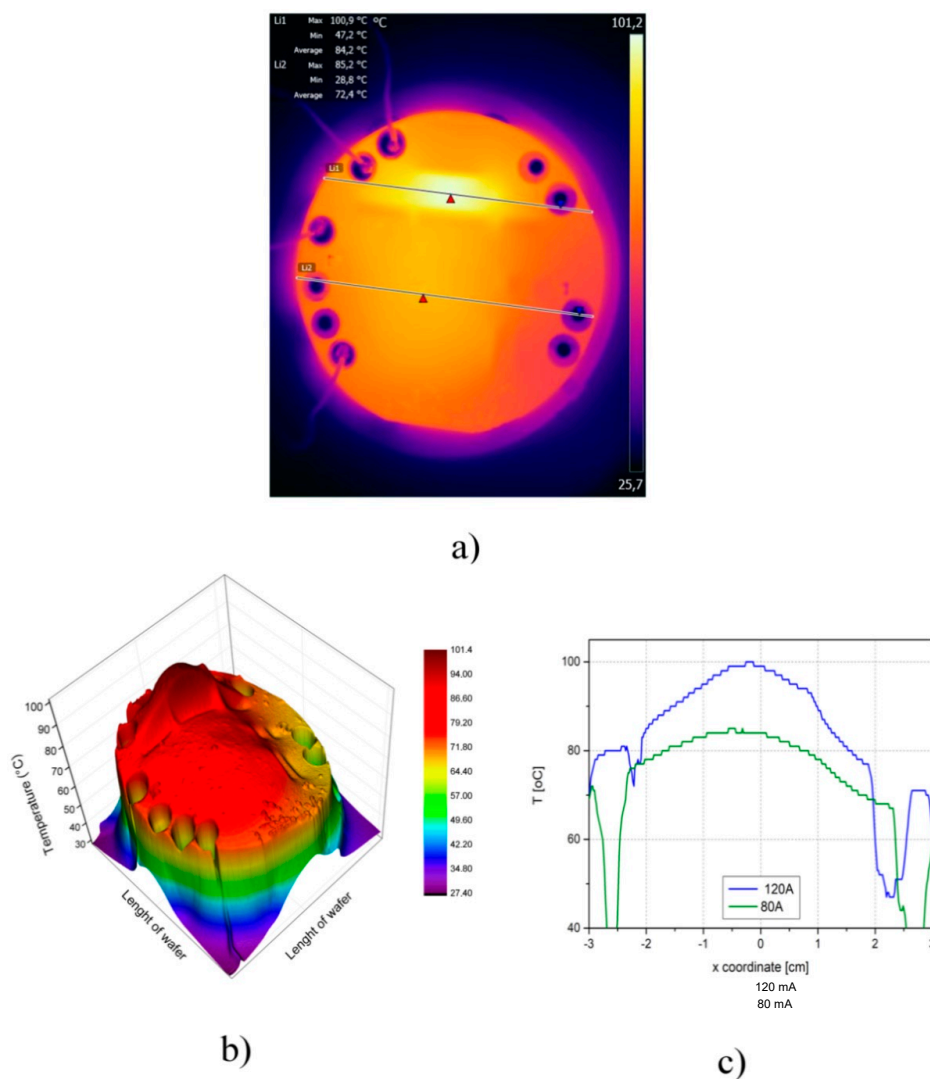 Li1 Max 100,9 °C °C
Min 47,2 °C
Average 84,2 °C
Li2 Max 85,2 °C
Min 28,8 °C
Average 72,4 °C
101,2
Li1
Li2
25,7
a)
101.4
94.00
86.60
79.20
71.80
64.40
57.00
49.60
42.20
34.80
27.40
100
90
80
70
60
50
40
30
Temperature (°C)
Lenght of wafer
Lenght of wafer
b)
100
80
60
40
T [oC]
120A
80A
-3 -2 -1 0 1 2 3
x coordinate [cm]
120 mA
80 mA
c)